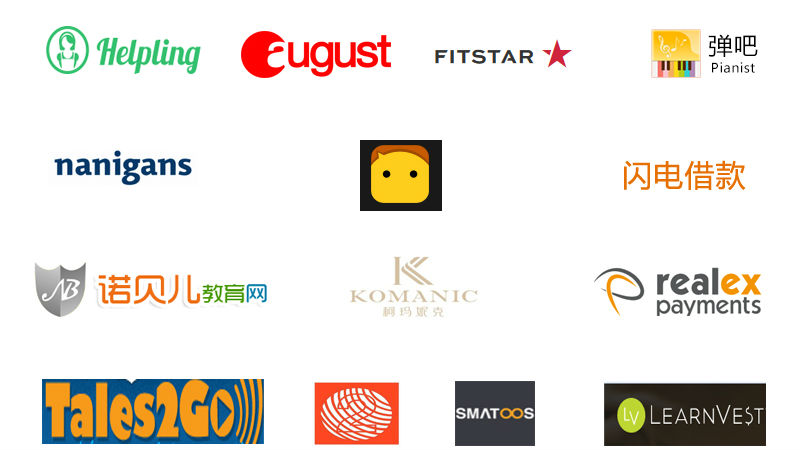 Helpling
august
FITSTAR
弹吧
Pianist
nanigans
闪电借款
NB
诺贝儿教育网
KOMANIC
柯玛妮克
realex
payments
Tales2Go
SMATOOS
LV LEARNVEST